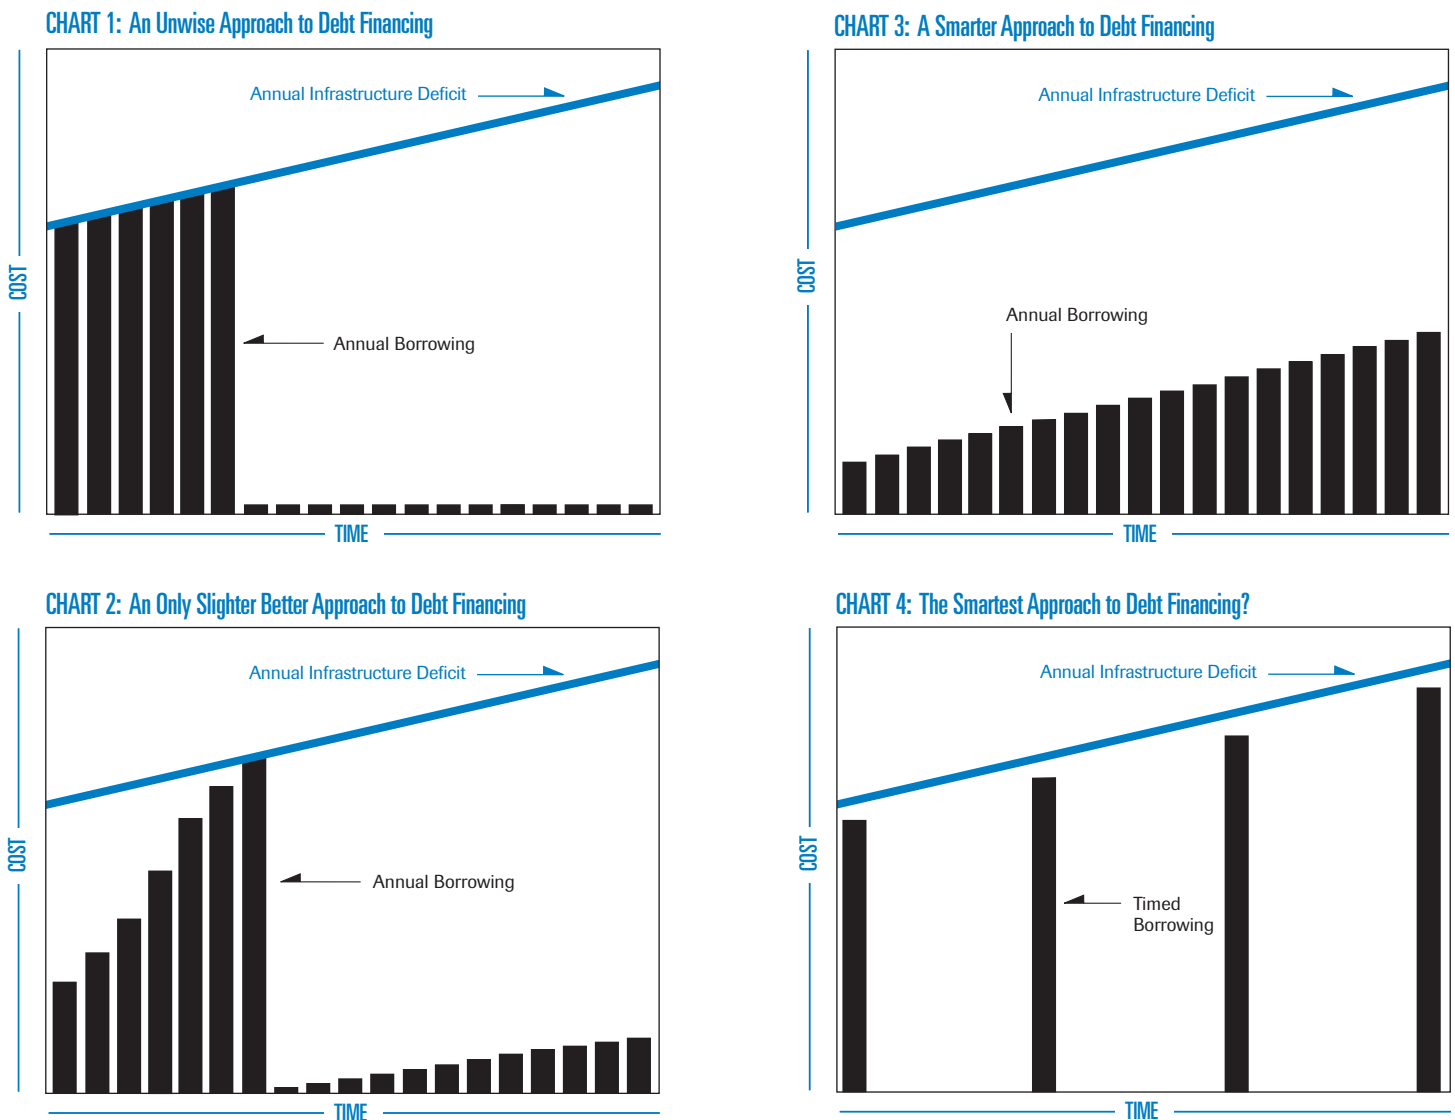 CHART 1: An Unwise Approach to Debt Financing
Annual Infrastructure Deficit
COST
Annual Borrowing
TIME
CHART 2: An Only Slighter Better Approach to Debt Financing
Annual Infrastructure Deficit
COST
Annual Borrowing
TIME
CHART 3: A Smarter Approach to Debt Financing
Annual Infrastructure Deficit
COST
Annual Borrowing
TIME
CHART 4: The Smartest Approach to Debt Financing?
Annual Infrastructure Deficit
COST
Timed
Borrowing
TIME